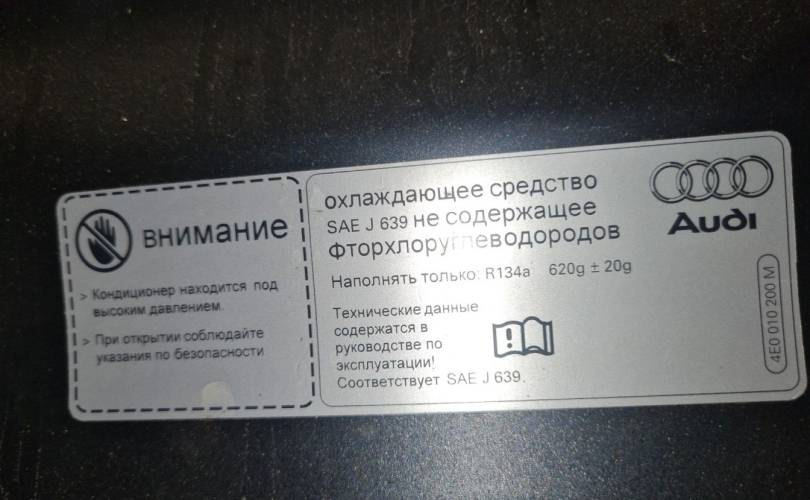 внимание
> Кондиционер находится под
высоким давлением.
> При открытии соблюдайте
указания по безопасности
охлаждающее средство
SAE J 639 не содержащее
Фторхлоруглеводородов
Наполнять только: R134a 620g ± 20g
Технические данные
содержатся в
руководстве по
эксплуатации!
Соответствует SAE J 639.
Audi
4E0 010 200 M